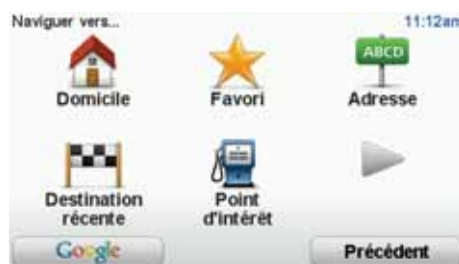 Naviguer vers...
11:12am
ABCD
Domicile
Favori
Adresse
Destination
récente
Point
d'intérêt
Google
Précédent